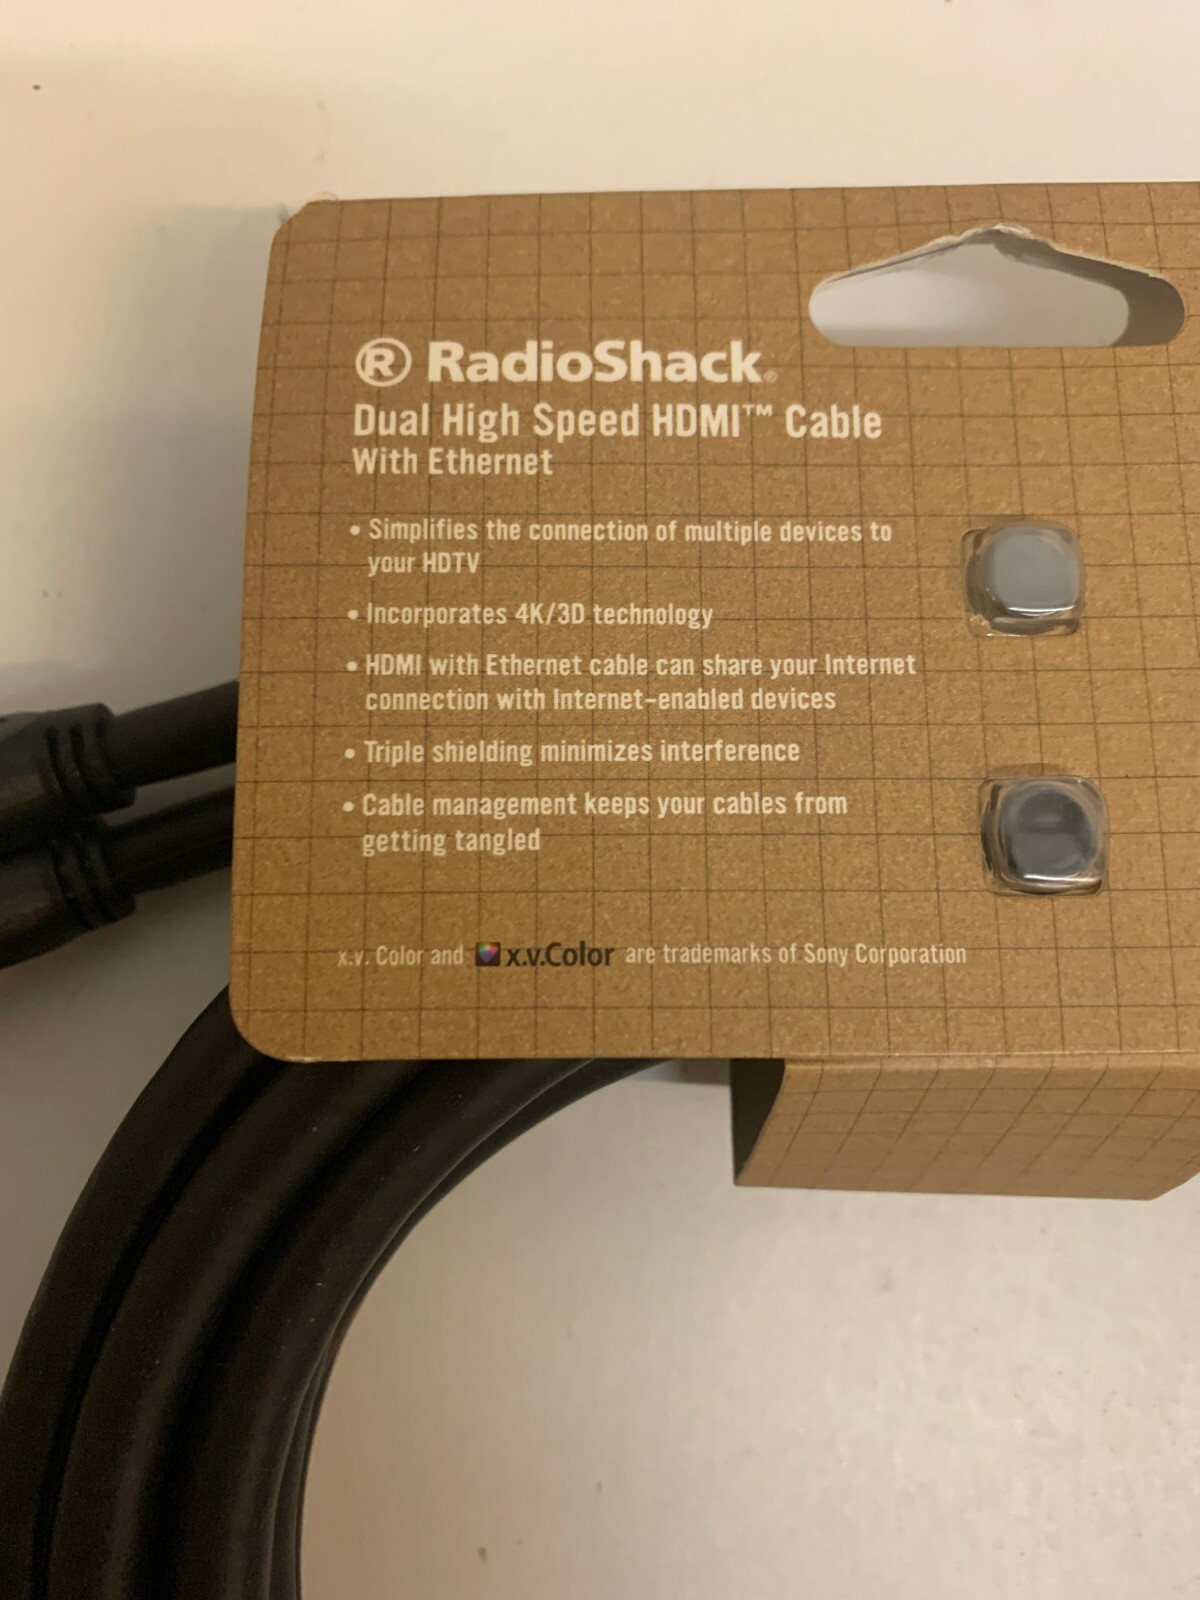 ® RadioShack®
Dual High Speed HDMI™ Cable
With Ethernet
• Simplifies the connection of multiple devices to
your HDTV
• Incorporates 4K/3D technology
• HDMI with Ethernet cable can share your Internet
connection with Internet-enabled devices
• Triple shielding minimizes interference
• Cable management keeps your cables from
getting tangled
x.v. Color and x.v.Color are trademarks of Sony Corporation